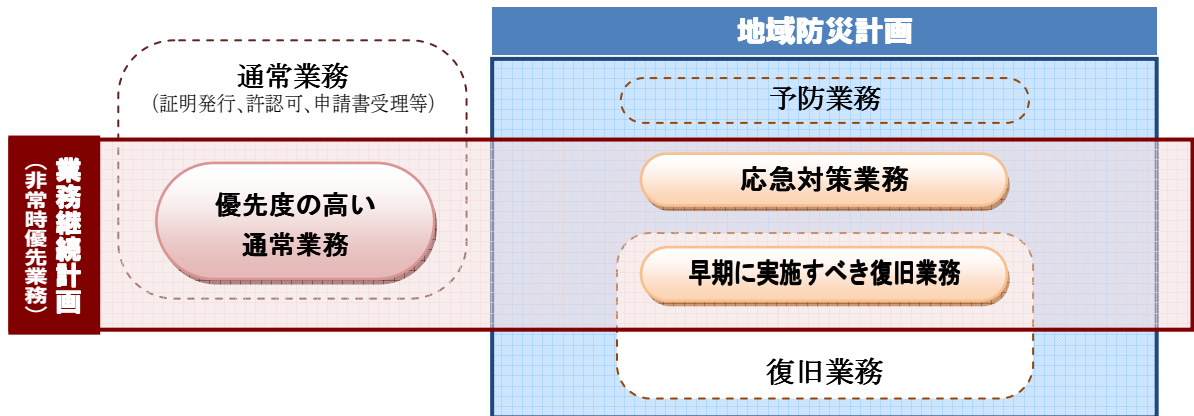 地域防災計画
通常業務
（証明発行、許認可、申請書受理等）
予防業務
業務継続計画
（非常時優先業務）
優先度の高い
通常業務
応急対策業務
早期に実施すべき復旧業務
復旧業務